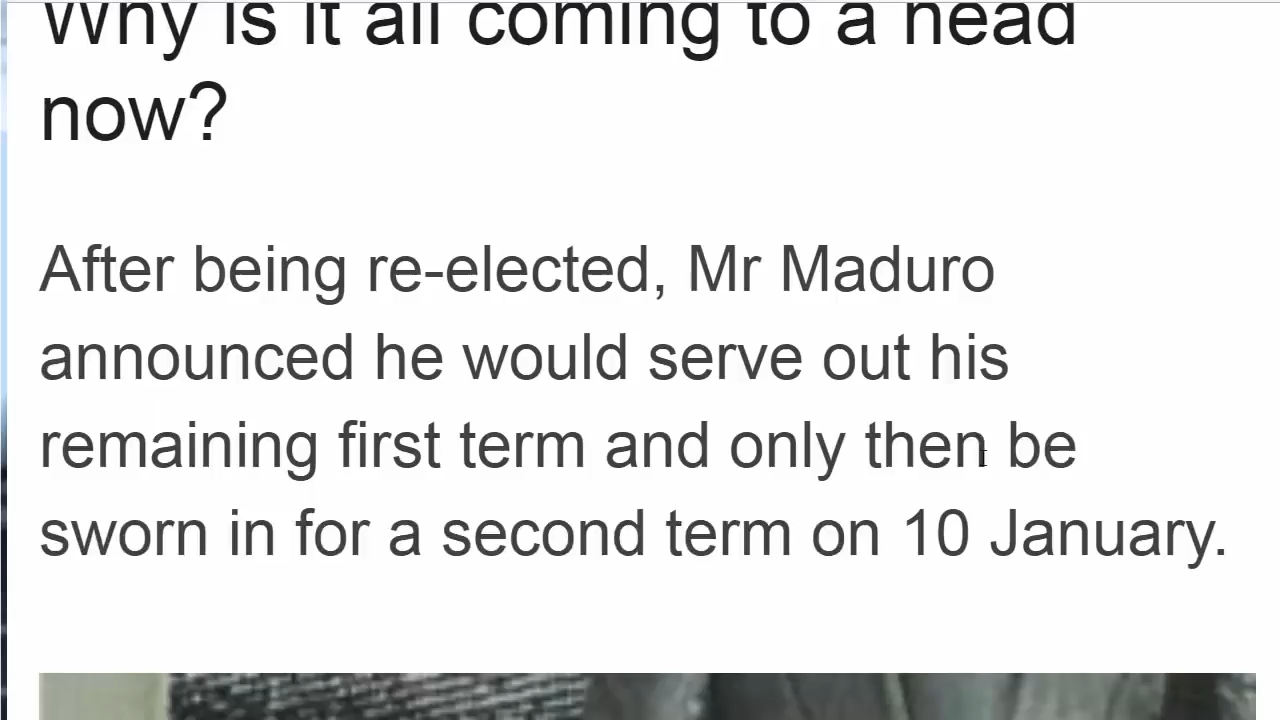 Why is it all coming to a head
now?
After being re-elected, Mr Maduro
announced he would serve out his
remaining first term and only then be
sworn in for a second term on 10 January.